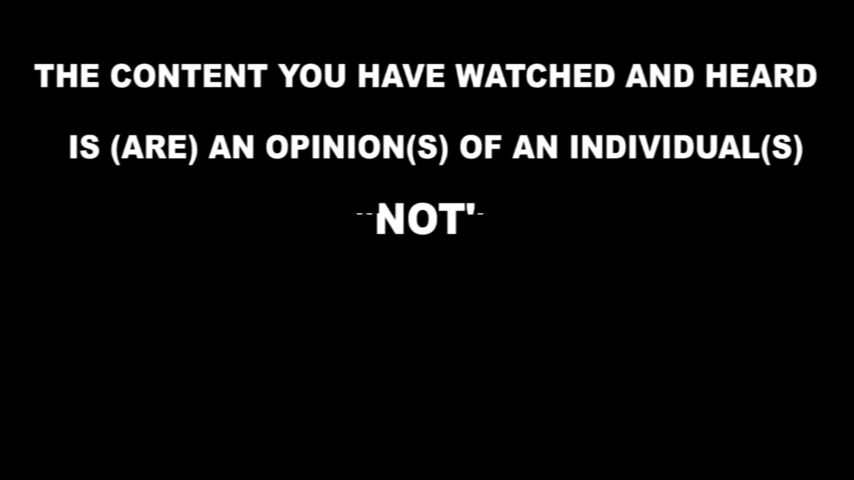 THE CONTENT YOU HAVE WATCHED AND HEARD
IS (ARE) AN OPINION(S) OF AN INDIVIDUAL(S)
--NOT'-